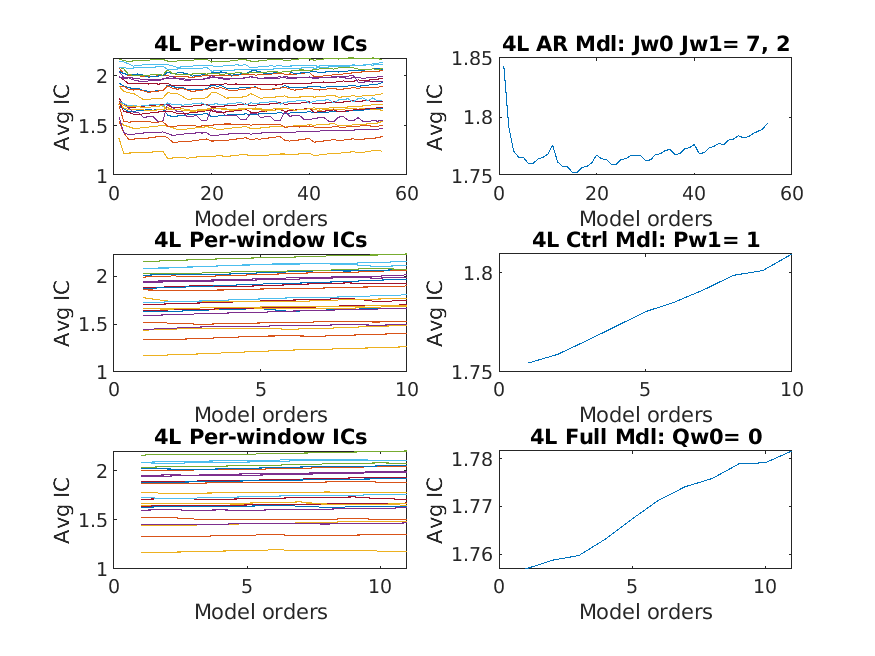 4L Per-window ICs
Avg IC
2
1.5
1
0
20
40
60
Model orders
4L AR Mdl: Jw0 Jw1= 7, 2
Avg IC
1.85
1.8
1.75
0
20
40
60
Model orders
4L Per-window ICs
Avg IC
2
1.5
1
0
5
10
Model orders
4L Ctrl Mdl: Pw1= 1
Avg IC
1.8
1.75
0
5
10
Model orders
4L Per-window ICs
Avg IC
2
1.5
1
0
5
10
Model orders
4L Full Mdl: Qw0= 0
Avg IC
1.78
1.77
1.76
0
5
10
Model orders